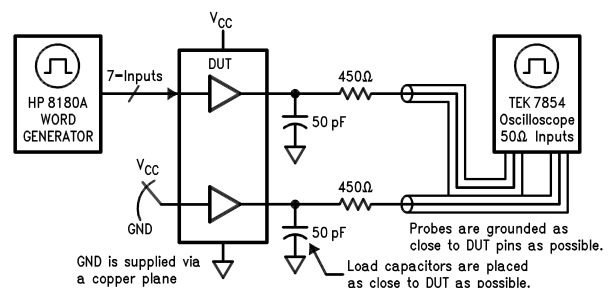 VCC
DUT
7-Inputs
450Ω
HP 8180A
WORD
GENERATOR
TEK 7854
Oscilloscope
50Ω Inputs
50 pF
VCC
450Ω
GND
50 pF
Probes are grounded as
close to DUT pins as possible.
GND is supplied via
a copper plane
Load capacitors are placed
as close to DUT as possible.